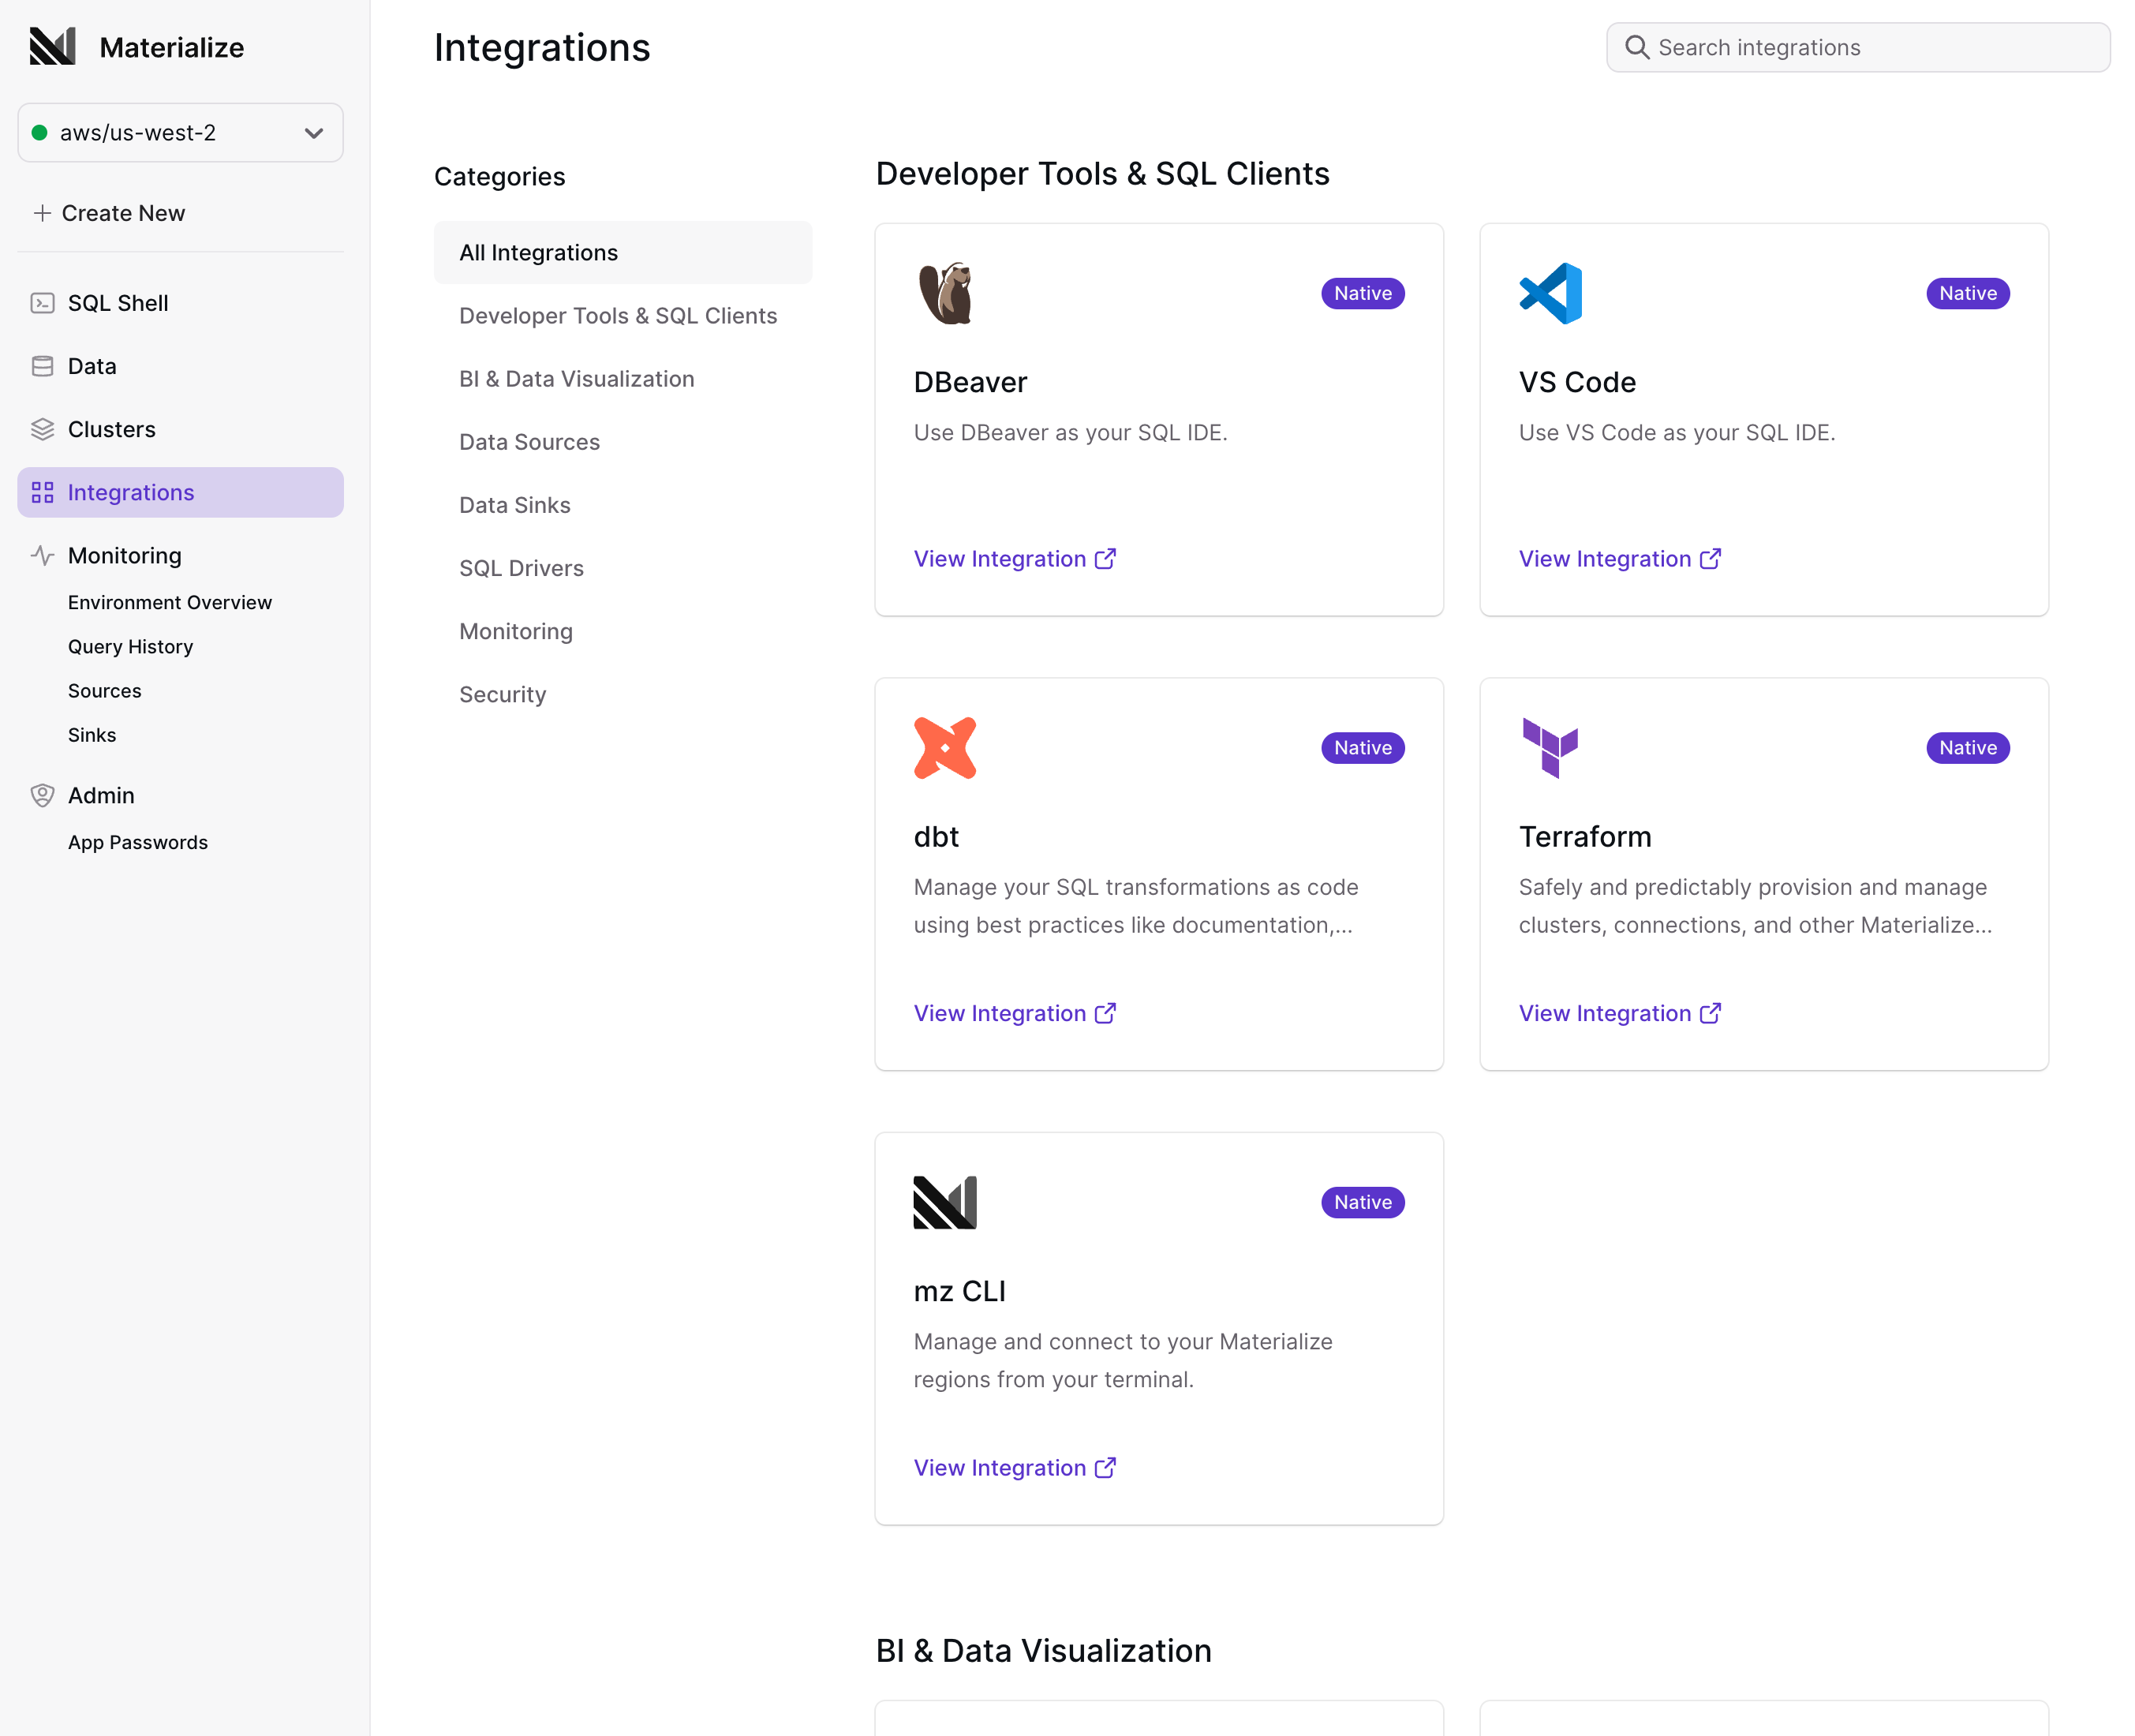 Materialize
aws/us-west-2
Create New
SQL Shell
Data
Clusters
Integrations
Monitoring
Environment Overview
Query History
Sources
Sinks
Admin
App Passwords
Integrations
Search integrations
Categories
All Integrations
Developer Tools & SQL Clients
BI & Data Visualization
Data Sources
Data Sinks
SQL Drivers
Monitoring
Security
Developer Tools & SQL Clients
Native
DBeaver
Use DBeaver as your SQL IDE.
View Integration
Native
VS Code
Use VS Code as your SQL IDE.
View Integration
Native
dbt
Manage your SQL transformations as code
using best practices like documentation,...
View Integration
Native
Terraform
Safely and predictably provision and manage
clusters, connections, and other Materialize...
View Integration
Native
mz CLI
Manage and connect to your Materialize
regions from your terminal.
View Integration
BI & Data Visualization